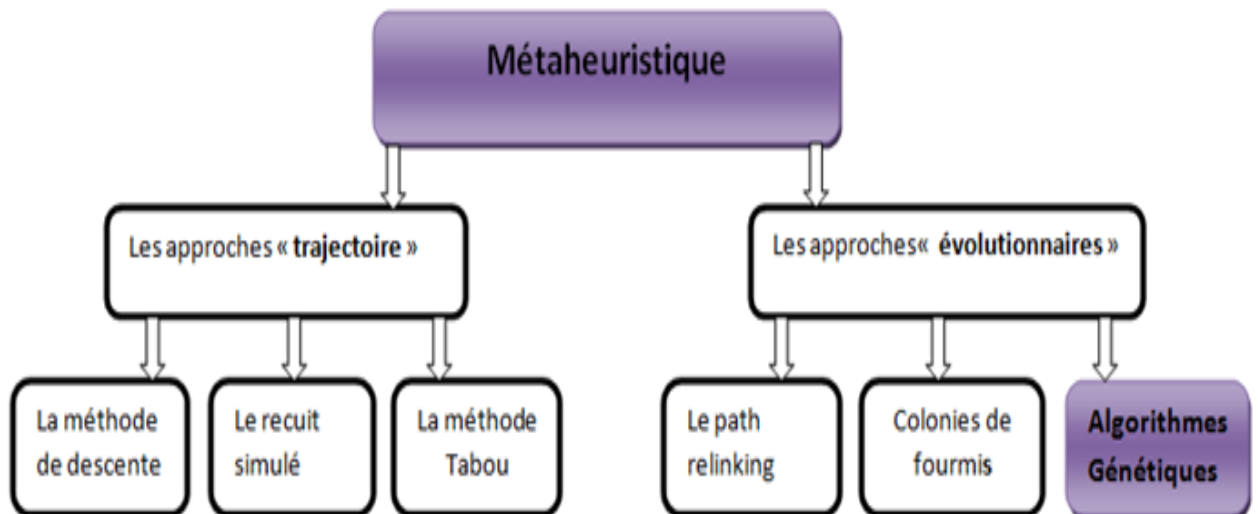 Métaheuristique
Les approches « trajectoire »
Les approches« évolutionnaires »
La méthode
de descente
Le recuit
simulé
La méthode
Tabou
Le path
relinking
Colonies de
fourmis
Algorithmes
Génétiques